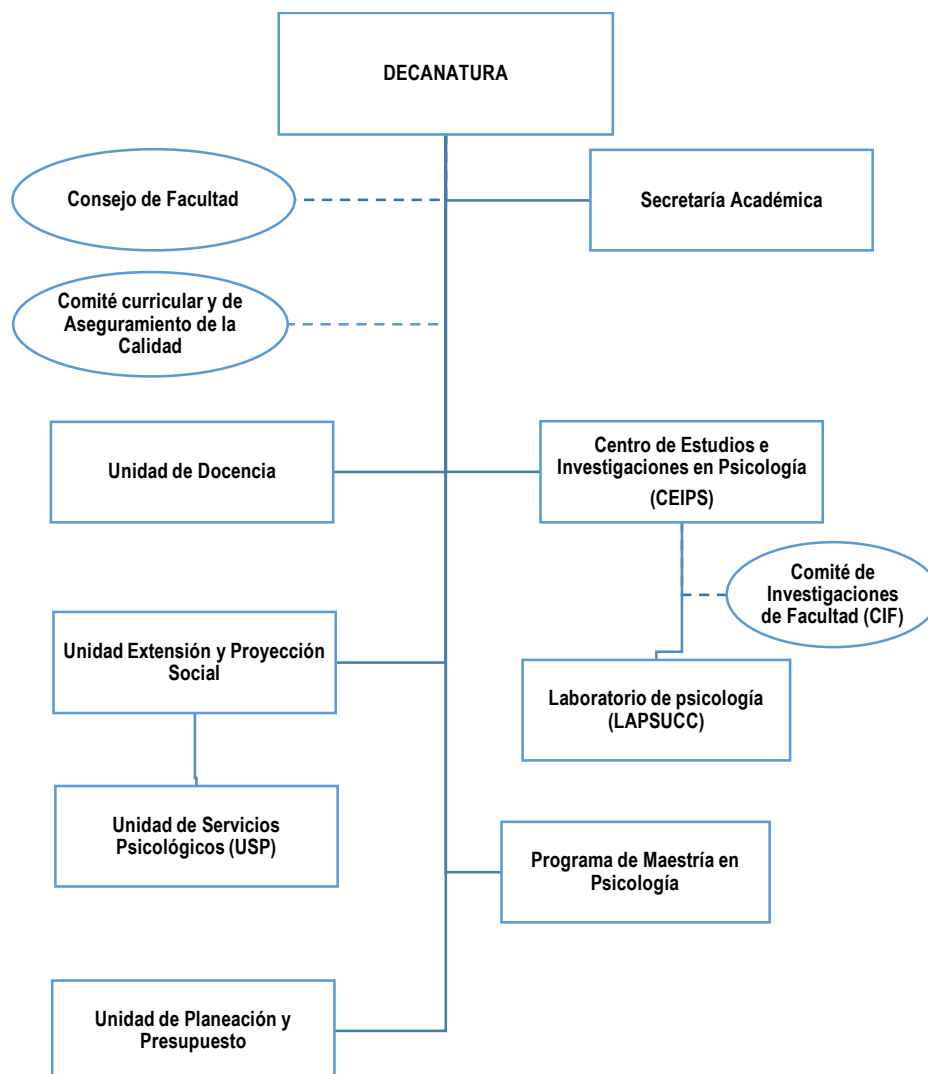 DECANATURA
Consejo de Facultad
Secretaría Académica
Comité curricular y de
Aseguramiento de la
Calidad
Unidad de Docencia
Centro de Estudios e
Investigaciones en Psicología
(CEIPS)
Comité de
Investigaciones
de Facultad (CIF)
Unidad Extensión y Proyección
Social
Laboratorio de psicología
(LAPSUCC)
Unidad de Servicios
Psicológicos (USP)
Programa de Maestría en
Psicología
Unidad de Planeación y
Presupuesto